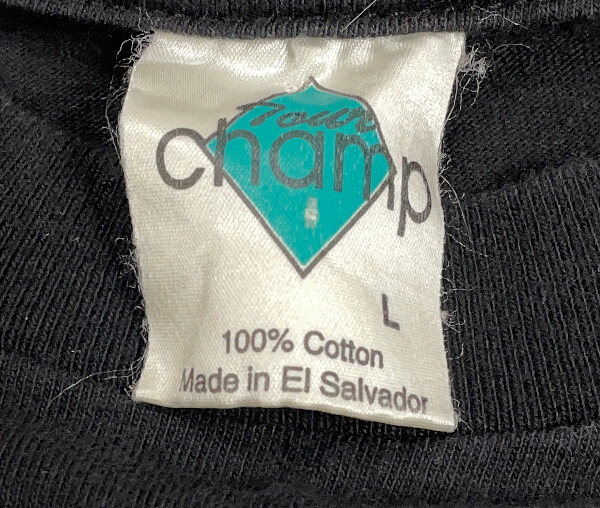 Tour
champ
L
100% Cotton
Made in El Salvador